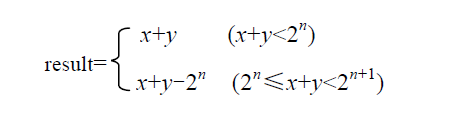 x+y (x+y<2ⁿ)
result=
x+y−2ⁿ (2ⁿ≤x+y<2ⁿ⁺¹)